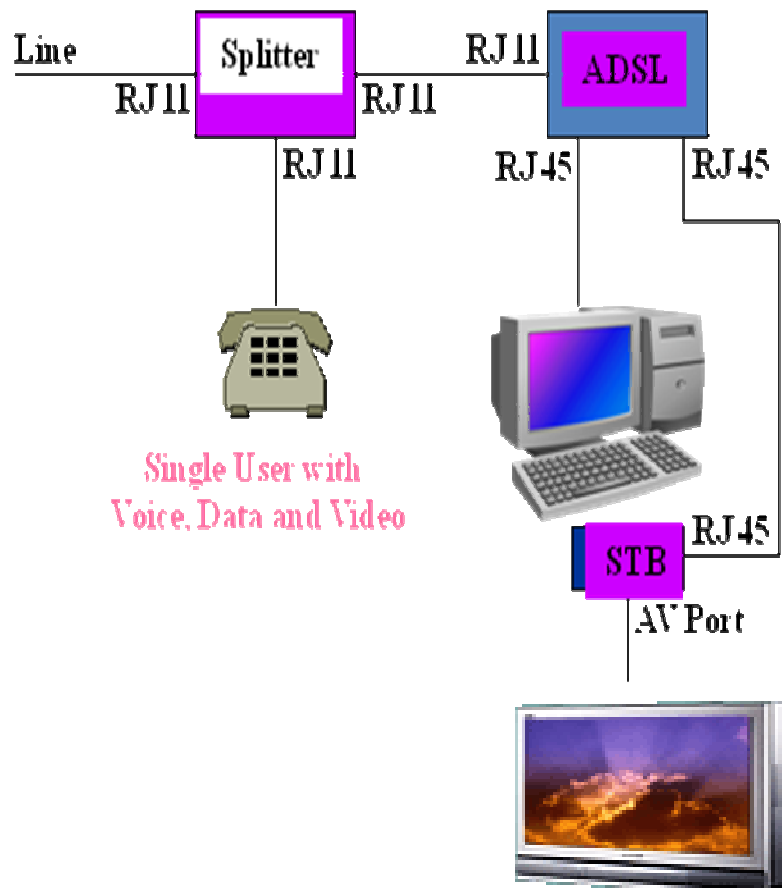 Line
Splitter
RJ11
ADSL
RJ11
RJ11
RJ11
RJ45
RJ45
Single User with
Voice, Data and Video
RJ45
STB
AV Port